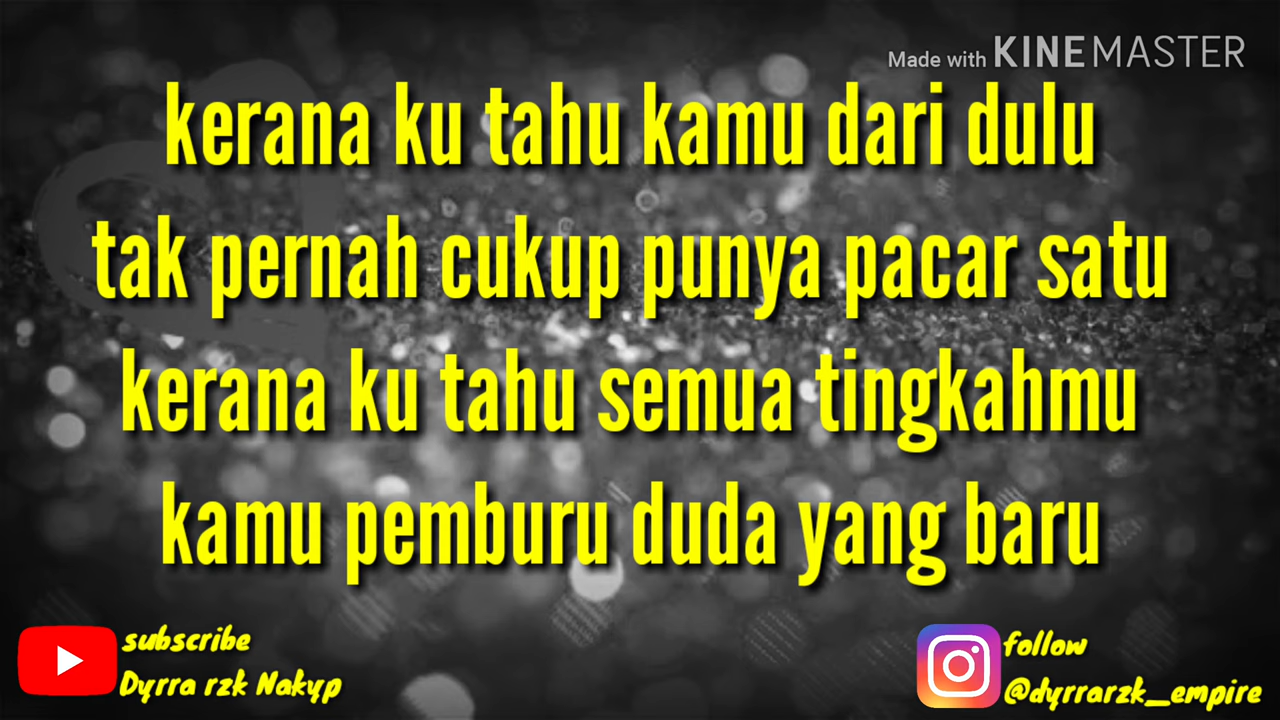 Made with KINEMASTER
kerana ku tahu kamu dari dulu
tak pernah cukup punya pacar satu
kerana ku tahu semua tingkahmu
kamu pemburu duda yang baru
subscribe
Dyrra rzk Nakyp
follow
@dyrrarzk_empire